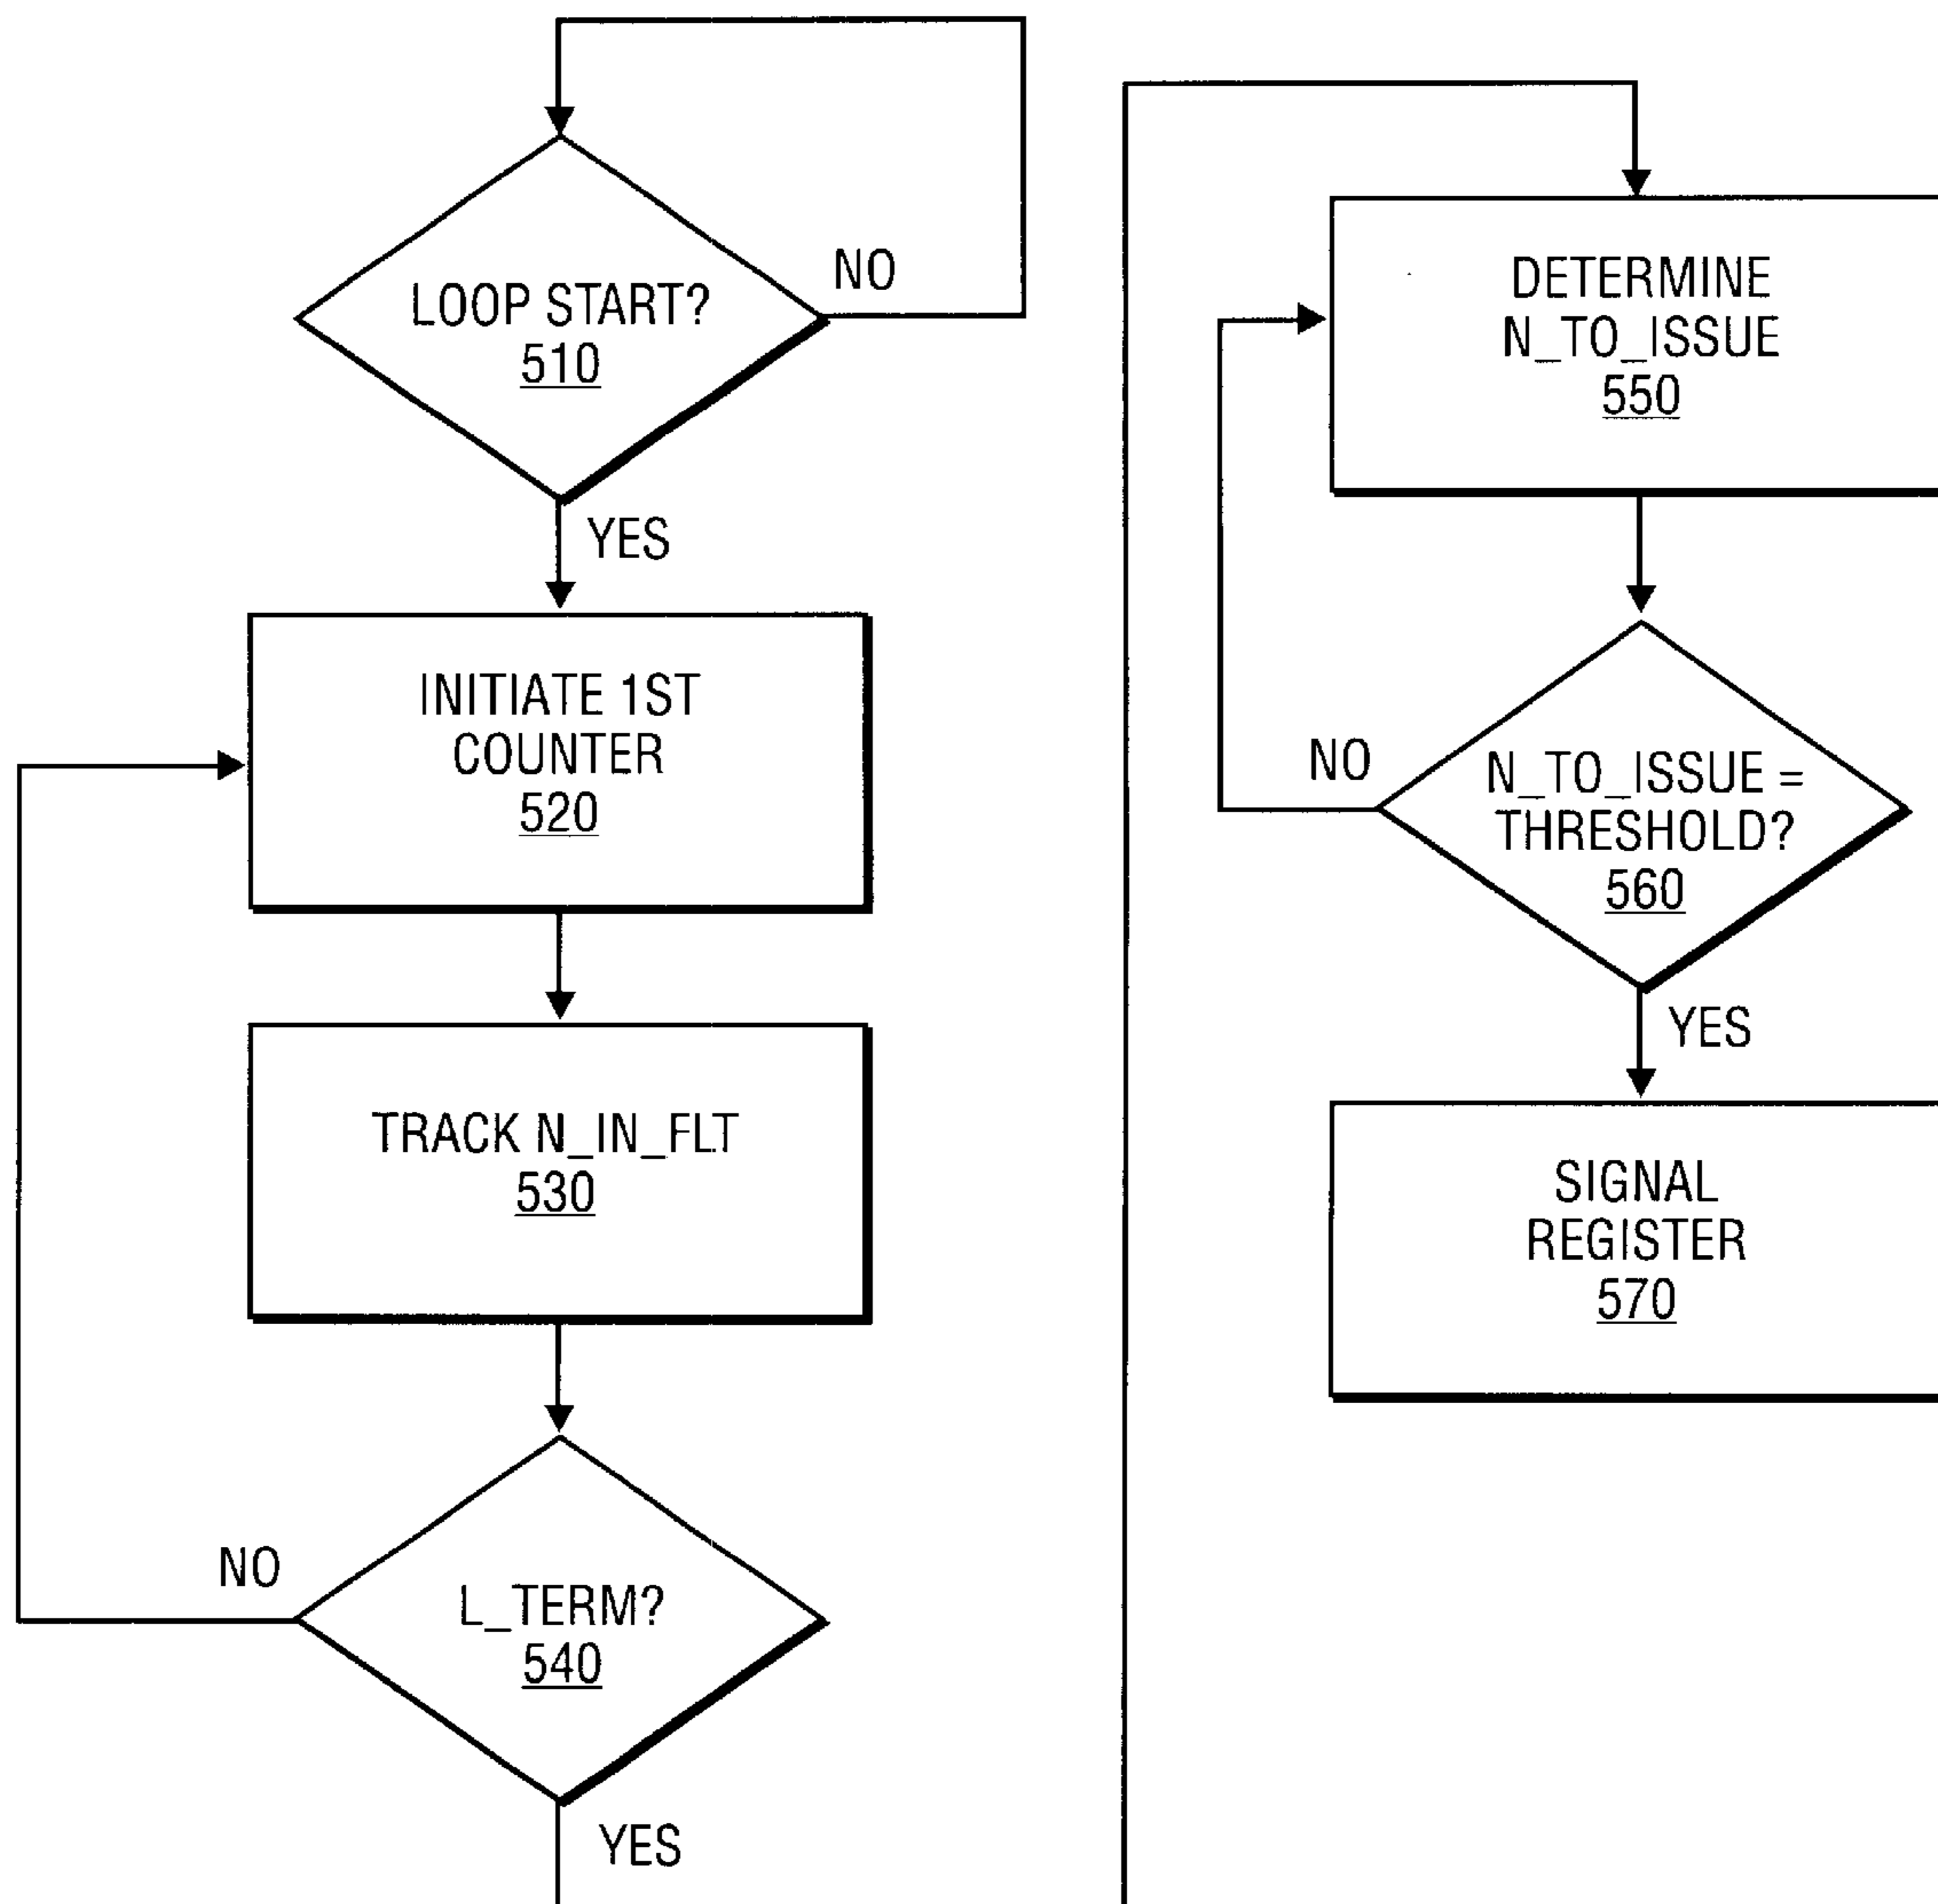 LOOP START?
510
NO
YES
INITIATE 1ST
COUNTER
520
TRACK N_IN_FLT
530
L_TERM?
540
NO
YES
DETERMINE
N_TO_ISSUE
550
N_TO_ISSUE =
THRESHOLD?
560
NO
YES
SIGNAL
REGISTER
570